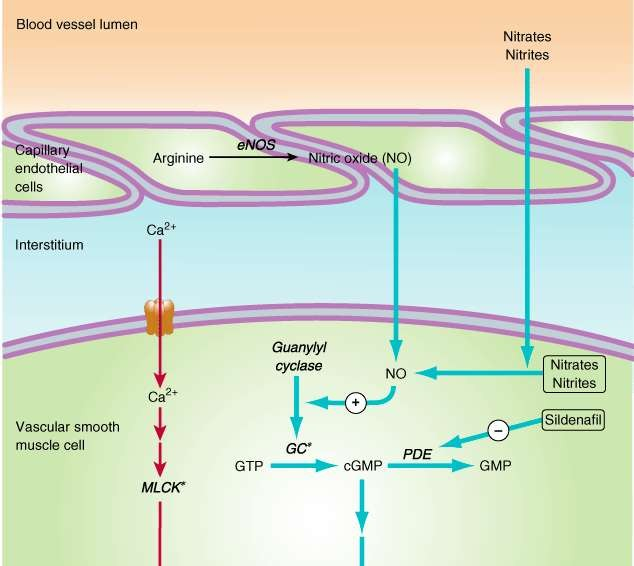 Blood vessel lumen
Nitrates
Nitrites
Capillary
endothelial
cells
Arginine
eNOS
Nitric oxide (NO)
Ca2+
Interstitium
Guanylyl
cyclase
NO
Nitrates
Nitrites
Ca2+
+
Vascular smooth
muscle cell
Sildenafil
−
GC*
PDE
GTP
cGMP
GMP
MLCK*